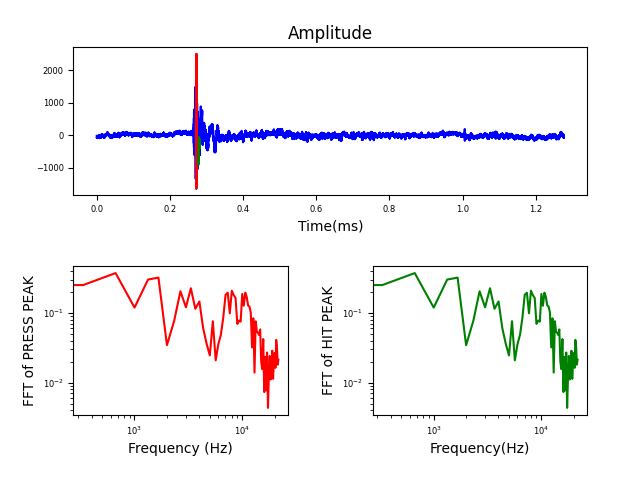 Amplitude
2000
1000
0
−1000
0.0 0.2 0.4 0.6 0.8 1.0 1.2
Time(ms)
FFT of PRESS PEAK
10⁻¹
10⁻²
10³ 10⁴
Frequency (Hz)
FFT of HIT PEAK
10⁻¹
10⁻²
10³ 10⁴
Frequency(Hz)